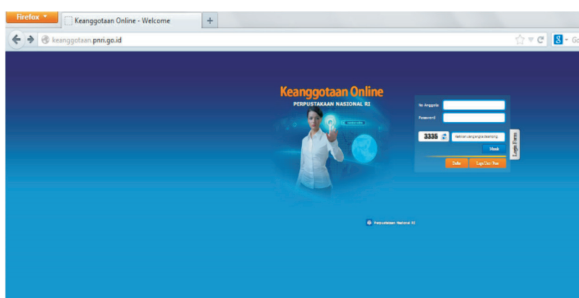 Firefox
Keanggotaan Online - Welcome
+
keanggotaan.pnri.go.id
Keanggotaan Online
PERPUSTAKAAN NASIONAL RI
No Anggota
Password
3335
Masuk
Login Form
Daftar
Perpustakaan Nasional RI